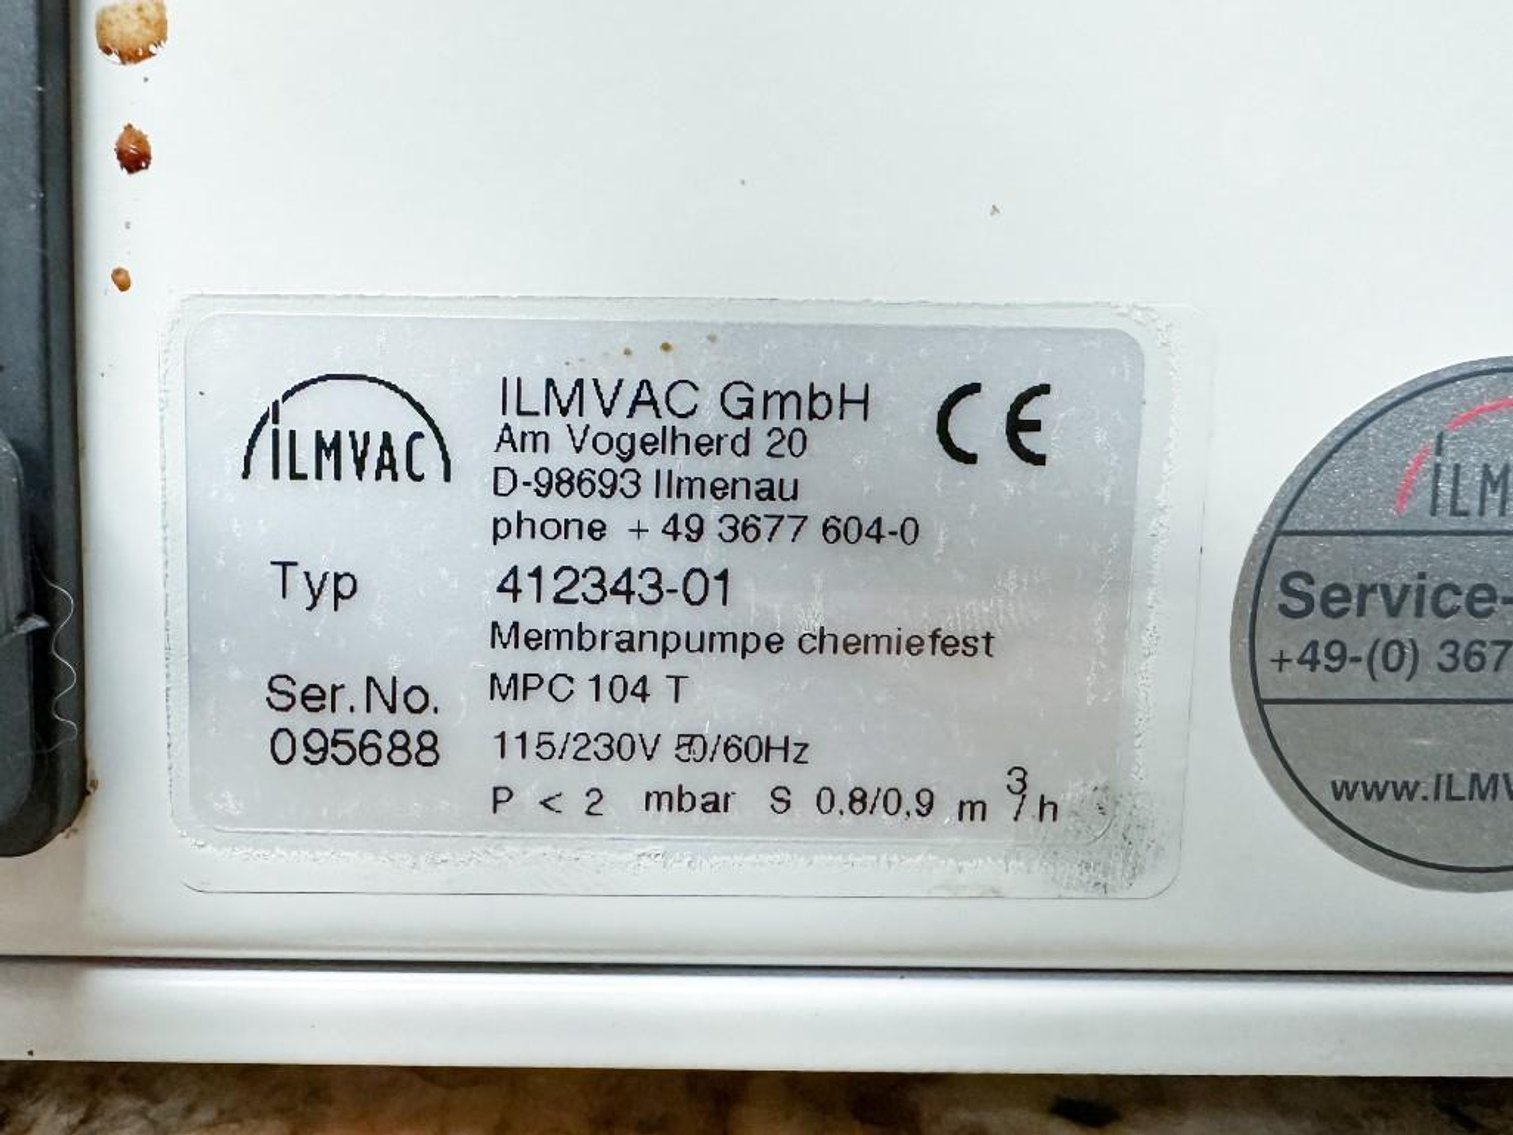 ILMVAC
ILMVAC GmbH
CE
Am Vogelherd 20
D-98693 Ilmenau
phone + 49 3677 604-0
Typ 412343-01
Membranpumpe chemiefest
Ser.No. MPC 104 T
095688 115/230V 50/60Hz
P < 2 mbar S 0,8/0,9 m³/h
ILM
Service-
+49-(0) 367
www.ILMV